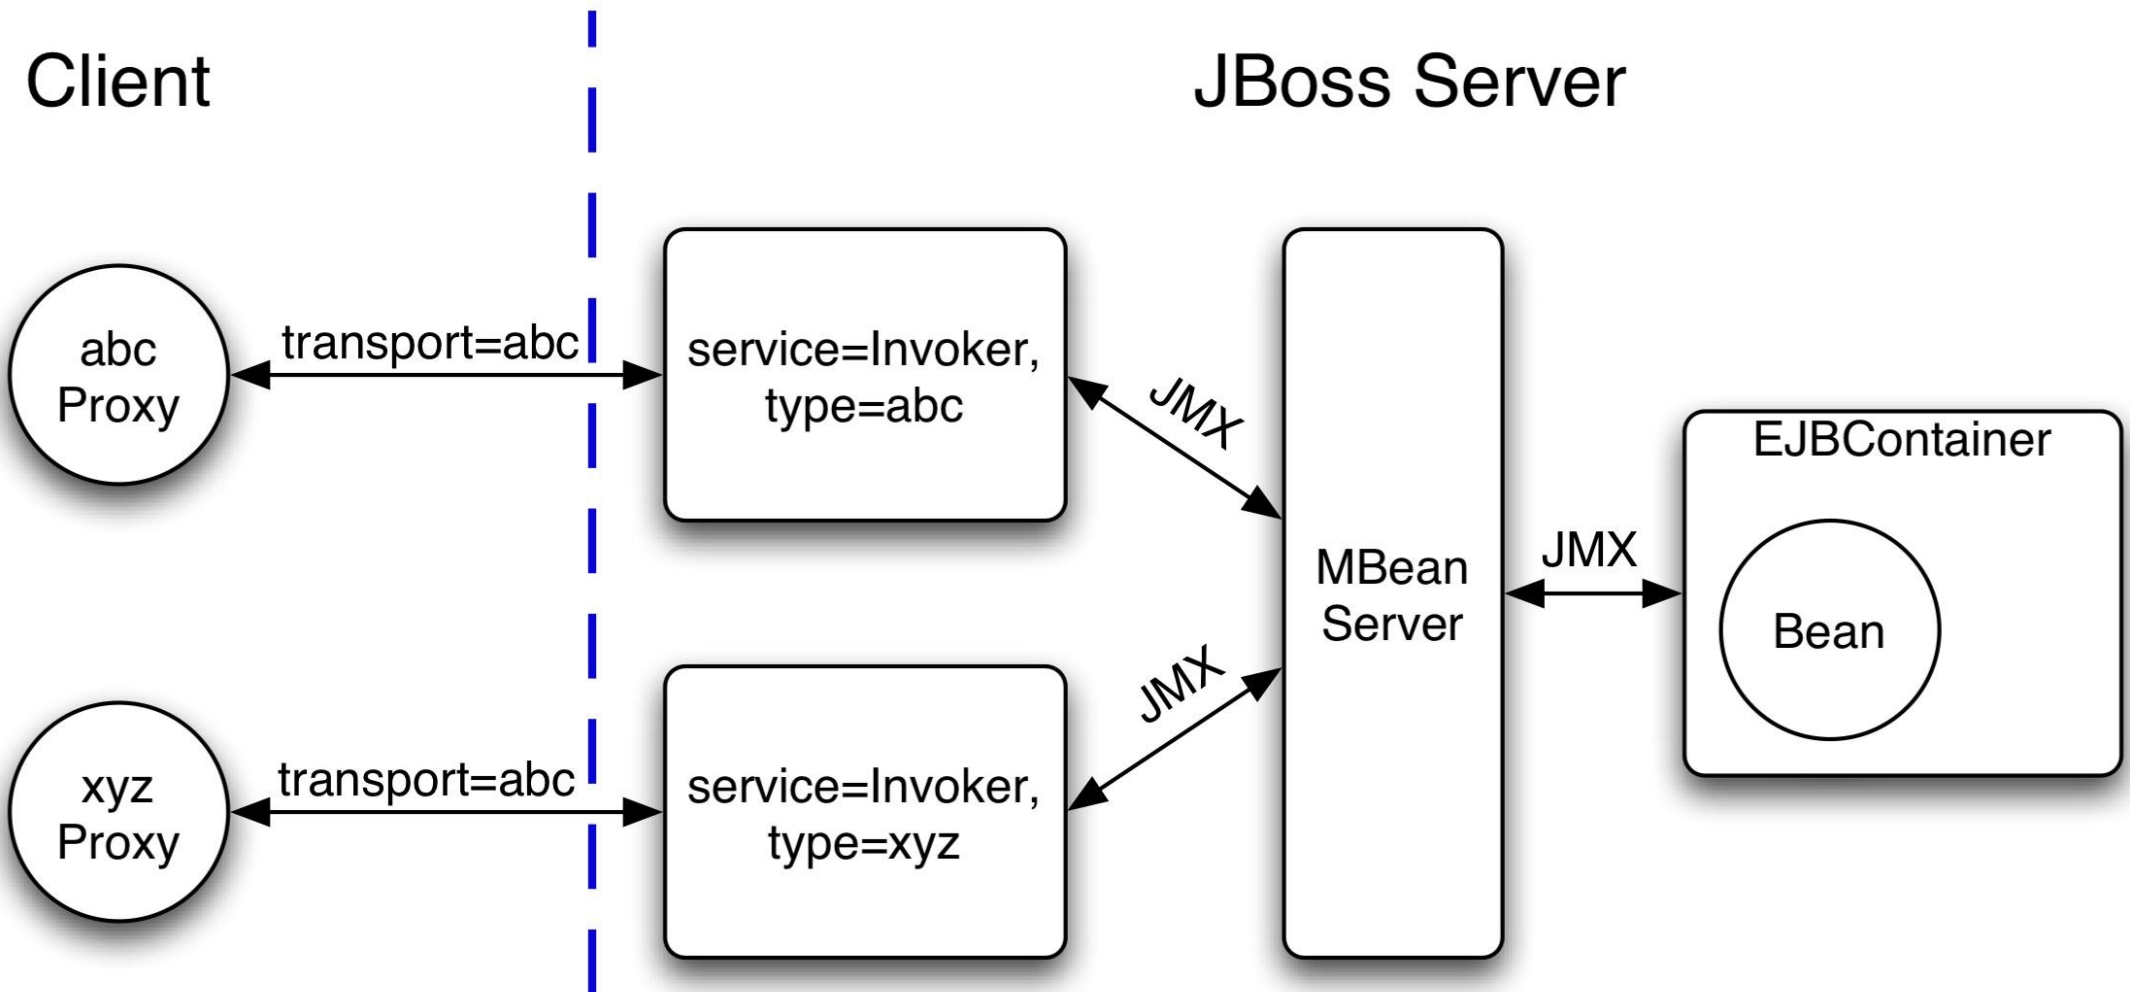 Client
JBoss Server
abc
Proxy
transport=abc
service=Invoker,
type=abc
JMX
xyz
Proxy
transport=abc
service=Invoker,
type=xyz
JMX
MBean
Server
JMX
EJBContainer
Bean